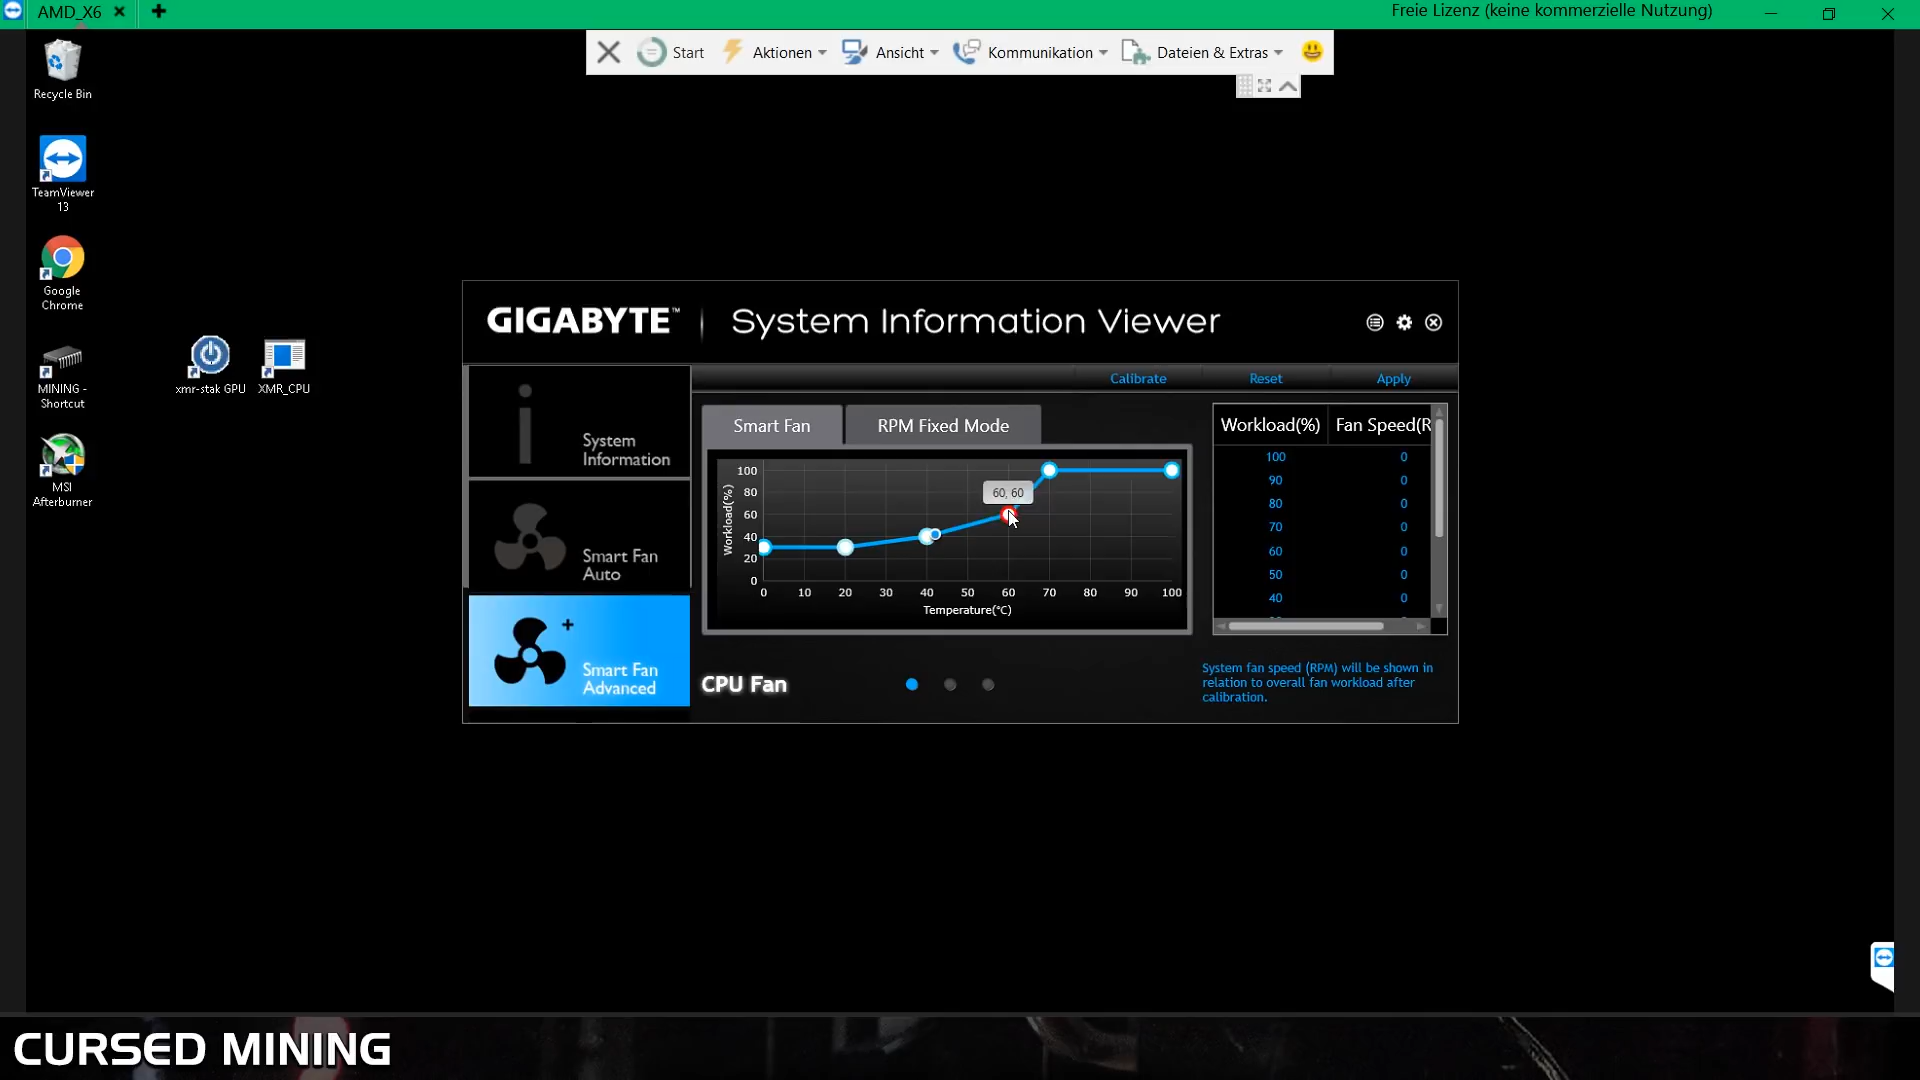 AMD_X6
Freie Lizenz (keine kommerzielle Nutzung)
Start
Aktionen
Ansicht
Kommunikation
Dateien & Extras
Recycle Bin
TeamViewer
13
Google
Chrome
MINING -
Shortcut
xmr-stak GPU
XMR_CPU
MSI
Afterburner
GIGABYTE™
System Information Viewer
Calibrate
Reset
Apply
System
Information
Smart Fan
Auto
Smart Fan
Advanced
Smart Fan
RPM Fixed Mode
Workload(%)
100
80
60
40
20
0
60, 60
0 10 20 30 40 50 60 70 80 90 100
Temperature(°C)
CPU Fan
Workload(%) Fan Speed(R
100 0
90 0
80 0
70 0
60 0
50 0
40 0
System fan speed (RPM) will be shown in
relation to overall fan workload after
calibration.
CURSED MINING